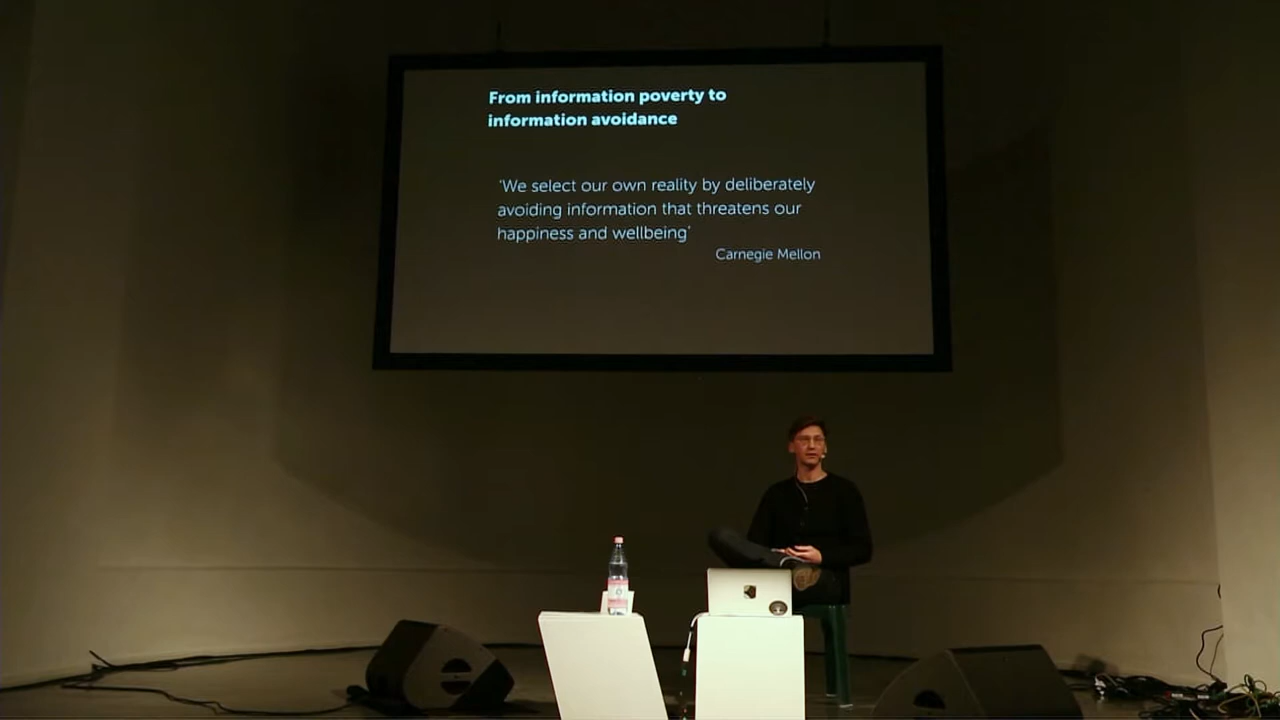 From information poverty to
information avoidance
‘We select our own reality by deliberately
avoiding information that threatens our
happiness and wellbeing’
Carnegie Mellon